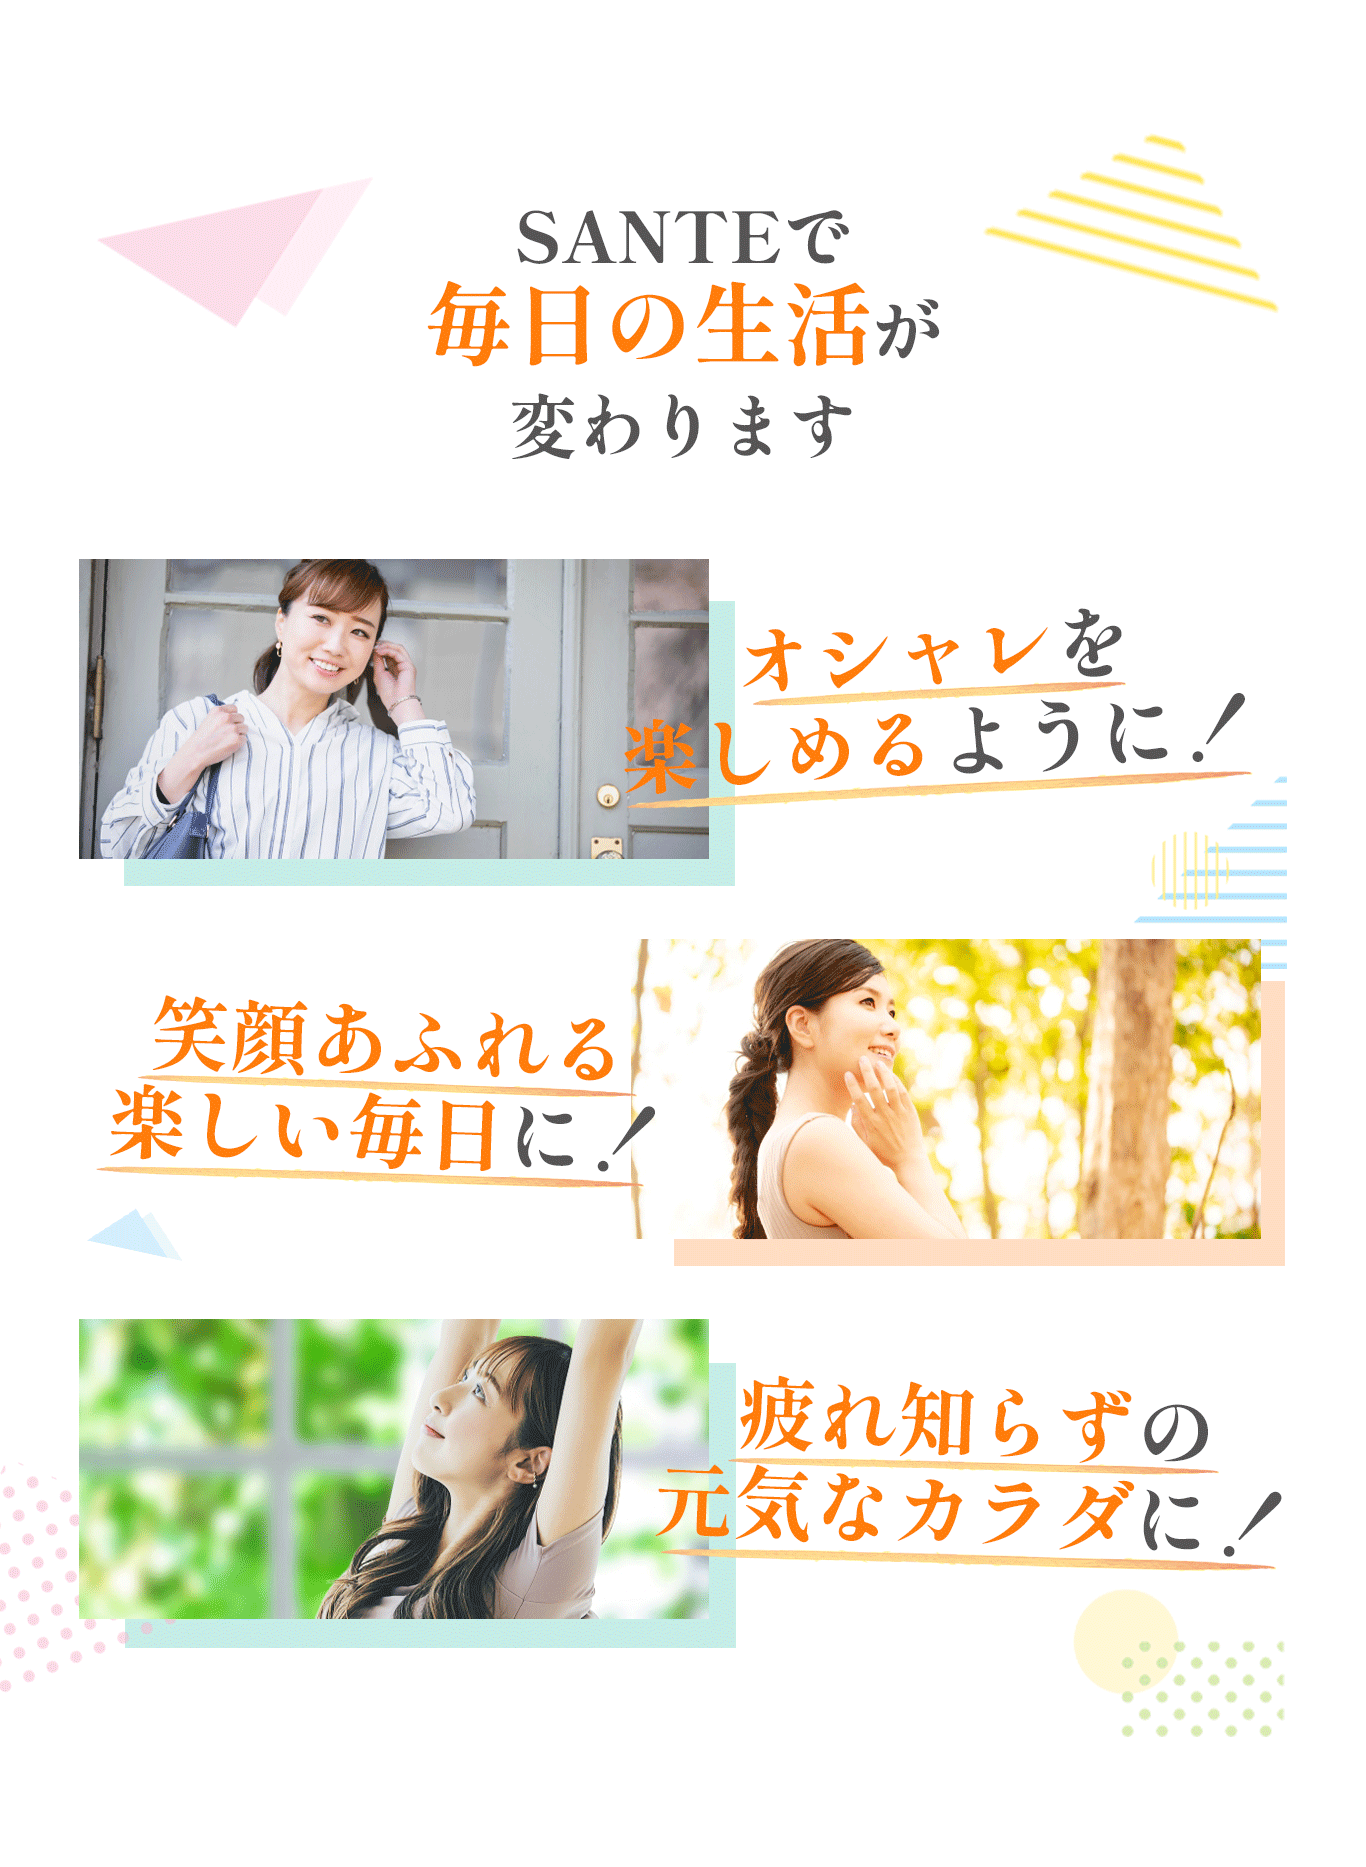 SANTEで
毎日の生活が
変わります
オシャレを
楽しめるように!
笑顔あふれる
楽しい毎日に!
疲れ知らずの
元気なカラダに!